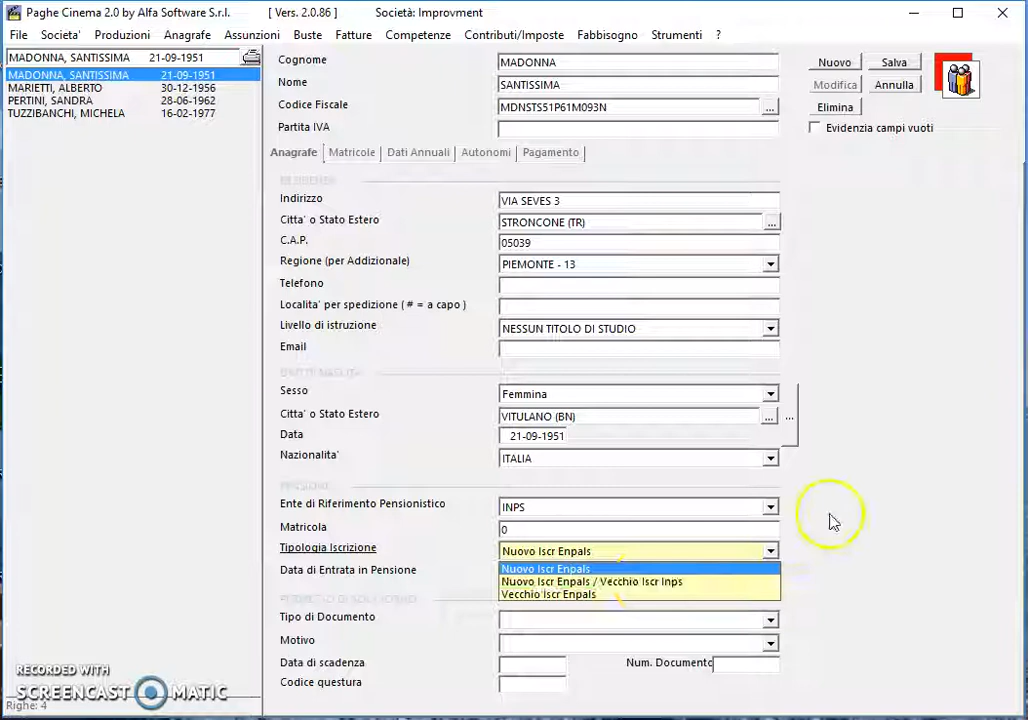 Paghe Cinema 2.0 by Alfa Software S.r.l. [ Vers. 2.0.86 ] Società: Improvment
File Societa' Produzioni Anagrafe Assunzioni Buste Fatture Competenze Contributi/Imposte Fabbisogno Strumenti ?
MADONNA, SANTISSIMA 21-09-1951
MADONNA, SANTISSIMA 21-09-1951
MARIETTI, ALBERTO 30-12-1956
PERTINI, SANDRA 28-06-1962
TUZZIBANCHI, MICHELA 16-02-1977
Cognome MADONNA
Nome SANTISSIMA
Codice Fiscale MDNSTS51P61M093N ...
Partita IVA
Nuovo Salva
Modifica Annulla
Elimina
Evidenzia campi vuoti
Anagrafe Matricole Dati Annuali Autonomi Pagamento
RESIDENZA
Indirizzo VIA SEVES 3
Citta' o Stato Estero STRONCONE (TR) ...
C.A.P. 05039
Regione (per Addizionale) PIEMONTE - 13
Telefono
Localita' per spedizione ( # = a capo )
Livello di istruzione NESSUN TITOLO DI STUDIO
Email
DATI DI NASCITA
Sesso Femmina
Citta' o Stato Estero VITULANO (BN) ... ...
Data 21-09-1951
Nazionalita' ITALIA
PENSIONE
Ente di Riferimento Pensionistico INPS
Matricola 0
Tipologia Iscrizione Nuovo Iscr Enpals
Nuovo Iscr Enpals
Nuovo Iscr Enpals / Vecchio Iscr Inps
Vecchio Iscr Enpals
Data di Entrata in Pensione
PERMESSO DI SOGGIORNO
Tipo di Documento
Motivo
Data di scadenza Num. Documento
Codice questura
RECORDED WITH
SCREENCAST MATIC
Righe: 4